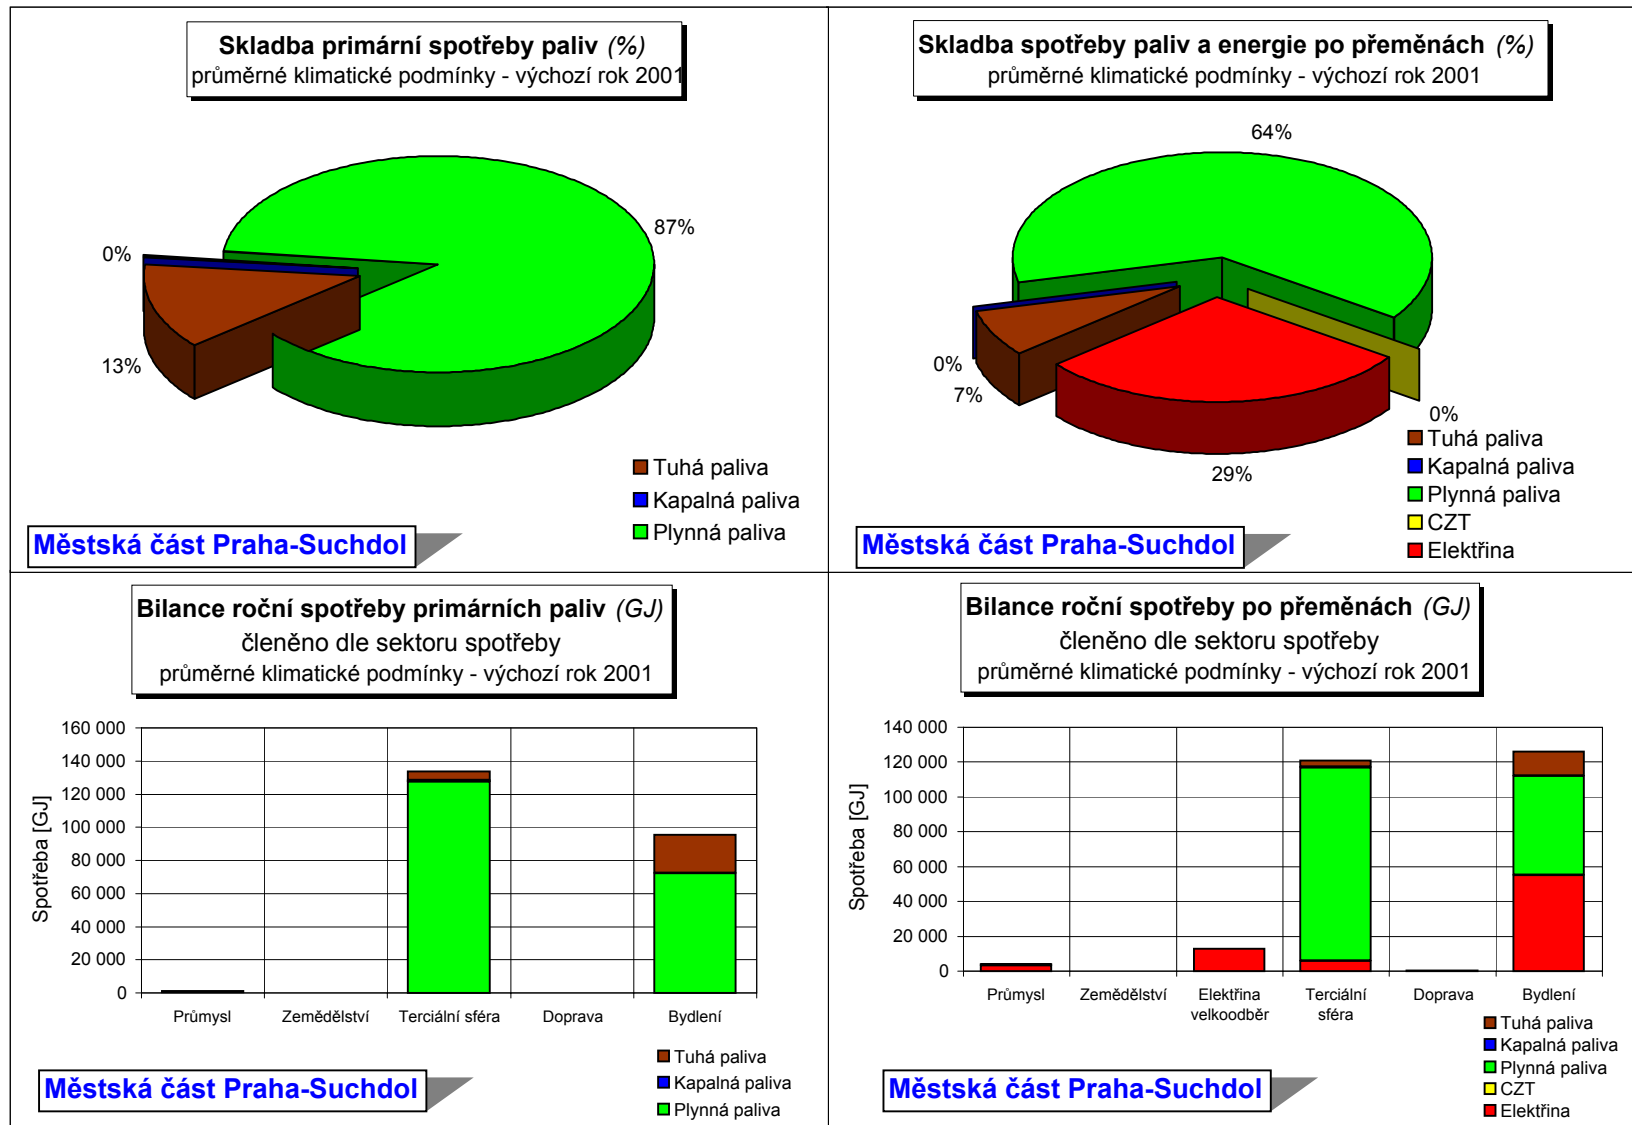 Skladba primární spotřeby paliv (%)
průměrné klimatické podmínky - výchozí rok 2001
87%
0%
13%
Tuhá paliva
Kapalná paliva
Plynná paliva
Městská část Praha-Suchdol
Skladba spotřeby paliv a energie po přeměnách (%)
průměrné klimatické podmínky - výchozí rok 2001
64%
0%
7%
0%
29%
Tuhá paliva
Kapalná paliva
Plynná paliva
CZT
Elektřina
Městská část Praha-Suchdol
Bilance roční spotřeby primárních paliv (GJ)
členěno dle sektoru spotřeby
průměrné klimatické podmínky - výchozí rok 2001
Spotřeba [GJ]
160 000
140 000
120 000
100 000
80 000
60 000
40 000
20 000
0
Průmysl Zemědělství Terciální sféra Doprava Bydlení
Tuhá paliva
Kapalná paliva
Plynná paliva
Městská část Praha-Suchdol
Bilance roční spotřeby po přeměnách (GJ)
členěno dle sektoru spotřeby
průměrné klimatické podmínky - výchozí rok 2001
Spotřeba [GJ]
140 000
120 000
100 000
80 000
60 000
40 000
20 000
0
Průmysl Zemědělství Elektřina Terciální Doprava Bydlení
velkoodběr sféra
Tuhá paliva
Kapalná paliva
Plynná paliva
CZT
Elektřina
Městská část Praha-Suchdol